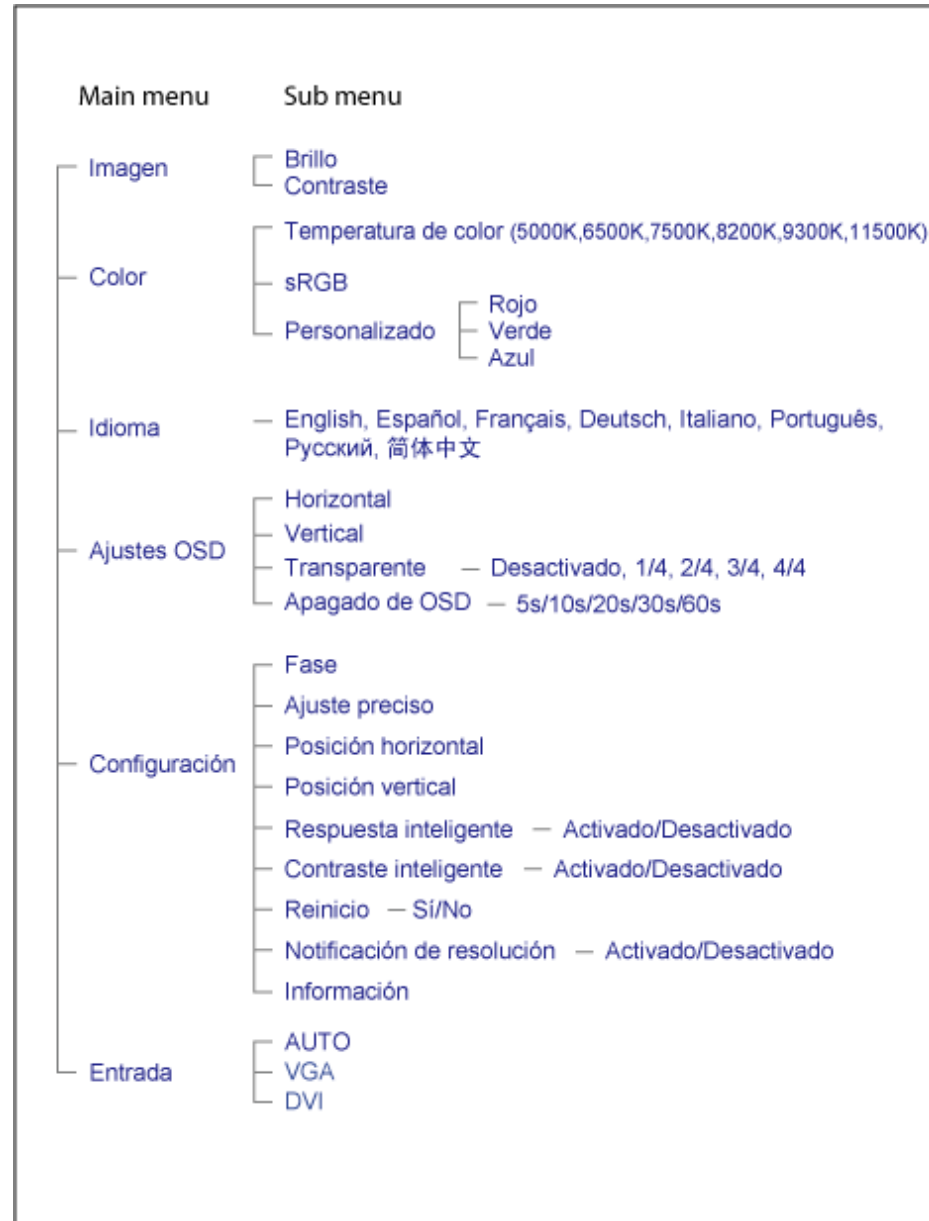 Main menu Sub menu
Imagen
Brillo
Contraste
Color
Temperatura de color (5000K,6500K,7500K,8200K,9300K,11500K)
sRGB
Personalizado
Rojo
Verde
Azul
Idioma
English, Español, Français, Deutsch, Italiano, Português,
Русский, 简体中文
Ajustes OSD
Horizontal
Vertical
Transparente — Desactivado, 1/4, 2/4, 3/4, 4/4
Apagado de OSD — 5s/10s/20s/30s/60s
Configuración
Fase
Ajuste preciso
Posición horizontal
Posición vertical
Respuesta inteligente — Activado/Desactivado
Contraste inteligente — Activado/Desactivado
Reinicio — Sí/No
Notificación de resolución — Activado/Desactivado
Información
Entrada
AUTO
VGA
DVI